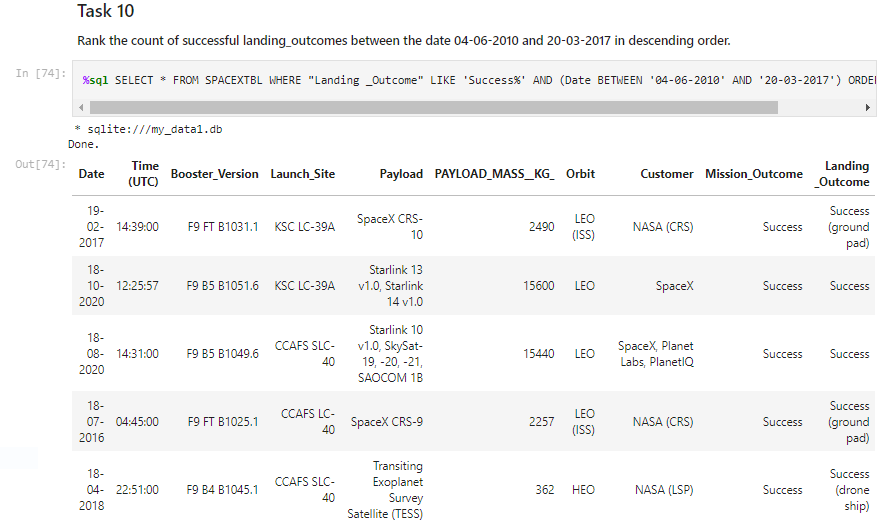 Task 10
Rank the count of successful landing_outcomes between the date 04-06-2010 and 20-03-2017 in descending order.
In [74]: %sql SELECT * FROM SPACEXTBL WHERE "Landing _Outcome" LIKE 'Success%' AND (Date BETWEEN '04-06-2010' AND '20-03-2017') ORDE
* sqlite:///my_data1.db
Done.
Out[74]:
Date Time (UTC) Booster_Version Launch_Site Payload PAYLOAD_MASS__KG_ Orbit Customer Mission_Outcome Landing _Outcome
19-02-2017 14:39:00 F9 FT B1031.1 KSC LC-39A SpaceX CRS-10 2490 LEO (ISS) NASA (CRS) Success Success (ground pad)
18-10-2020 12:25:57 F9 B5 B1051.6 KSC LC-39A Starlink 13 v1.0, Starlink 14 v1.0 15600 LEO SpaceX Success Success
18-08-2020 14:31:00 F9 B5 B1049.6 CCAFS SLC-40 Starlink 10 v1.0, SkySat-19, -20, -21, SAOCOM 1B 15440 LEO SpaceX, Planet Labs, PlanetIQ Success Success
18-07-2016 04:45:00 F9 FT B1025.1 CCAFS LC-40 SpaceX CRS-9 2257 LEO (ISS) NASA (CRS) Success Success (ground pad)
18-04-2018 22:51:00 F9 B4 B1045.1 CCAFS SLC-40 Transiting Exoplanet Survey Satellite (TESS) 362 HEO NASA (LSP) Success Success (drone ship)